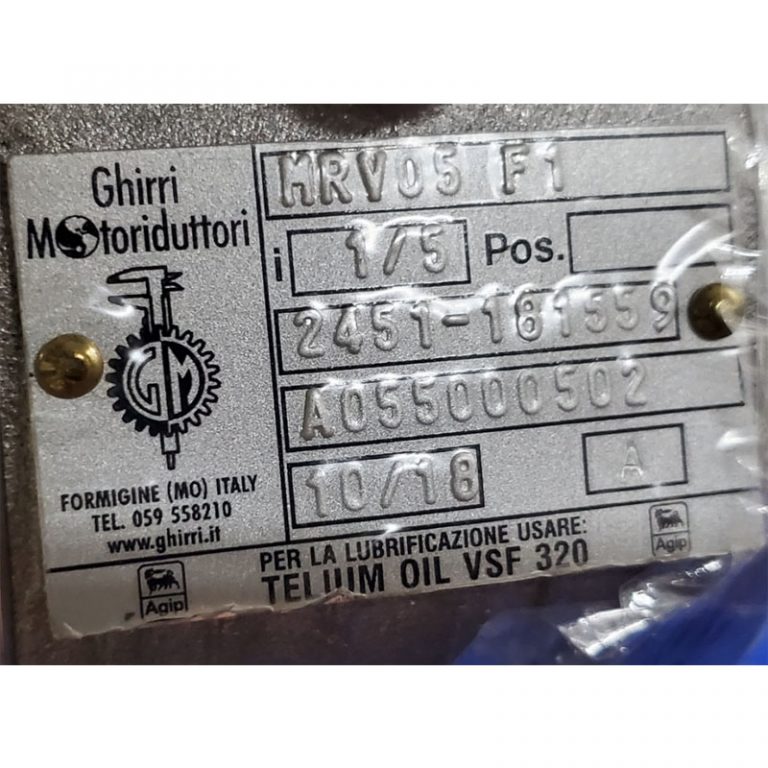 Ghirri
Motoriduttori
MRV05 F1
i 1/5 Pos.
2451-181559
A055000502
10/18 A
GM
FORMIGINE (MO) ITALY
TEL. 059 558210
www.ghirri.it
PER LA LUBRIFICAZIONE USARE:
TELIUM OIL VSF 320
Agip
Agip